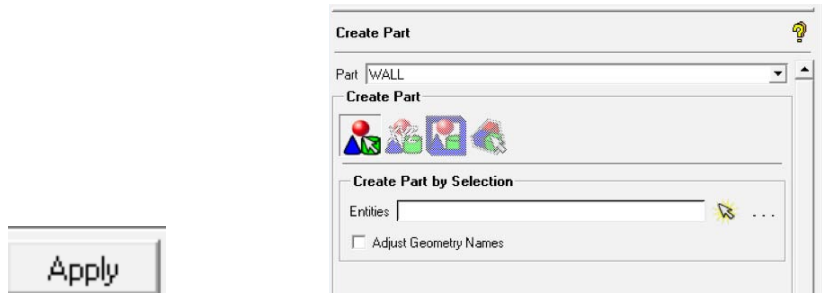 Create Part
Part WALL
Create Part
Create Part by Selection
Entities ...
Adjust Geometry Names
Apply